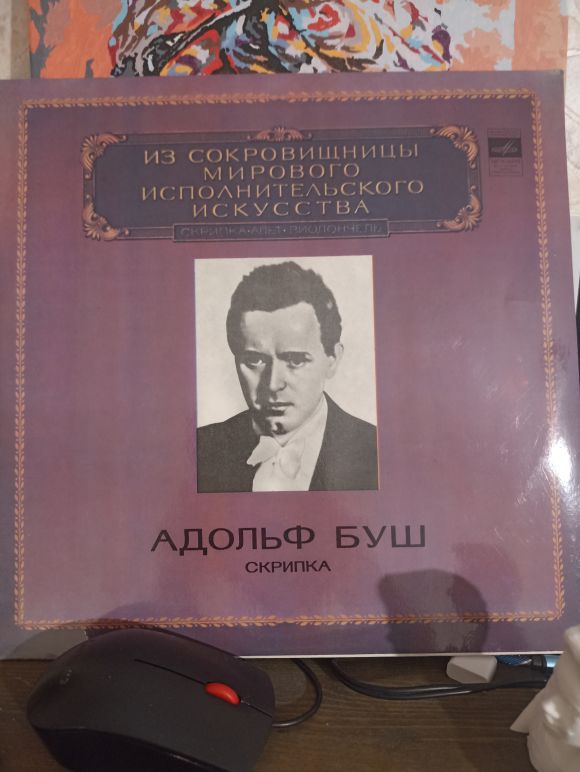 ИЗ СОКРОВИЩНИЦЫ
МИРОВОГО
ИСПОЛНИТЕЛЬСКОГО
ИСКУССТВА
СКРИПКА•АЛЬТ•ВИОЛОНЧЕЛЬ
АДОЛЬФ БУШ
СКРИПКА